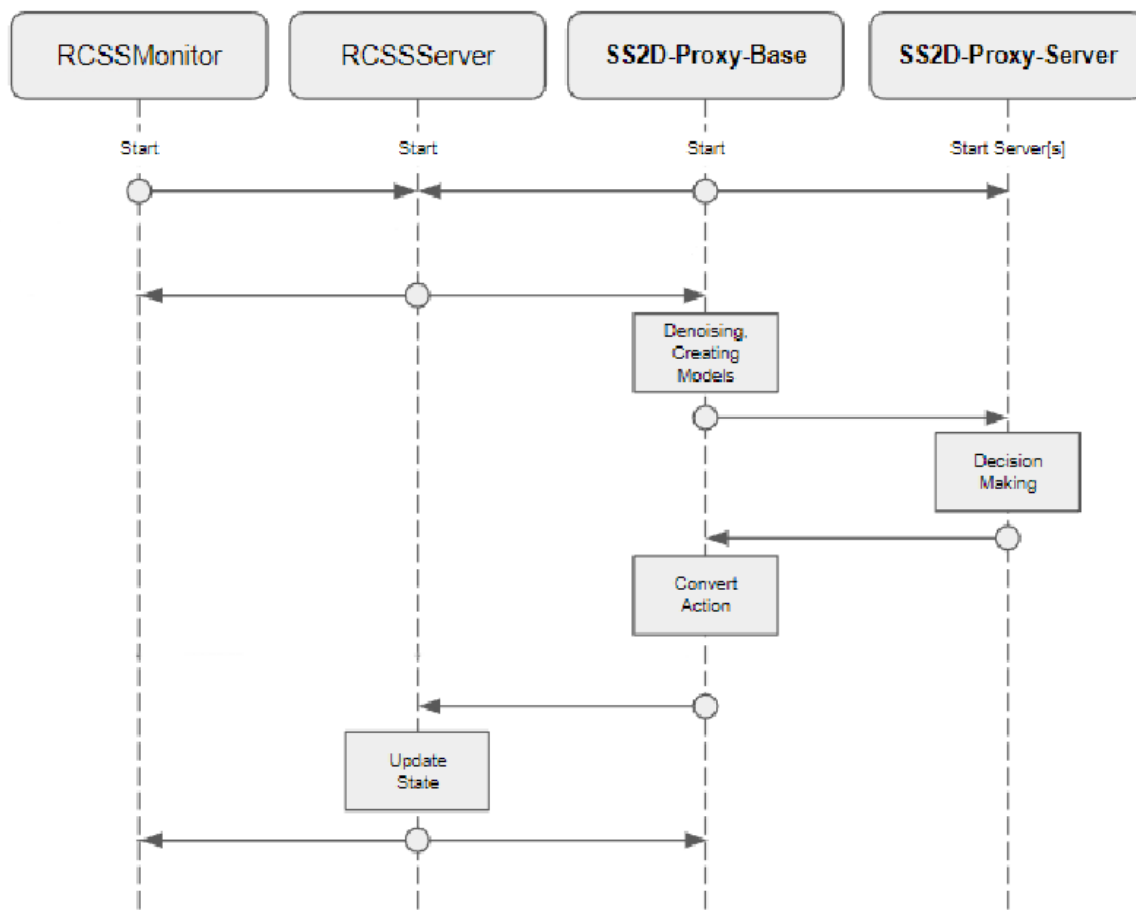 RCSSMonitor
RCSSServer
SS2D-Proxy-Base
SS2D-Proxy-Server
Start
Start
Start
Start Server[s]
Denoising,
Creating
Models
Decision
Making
Convert
Action
Update
State